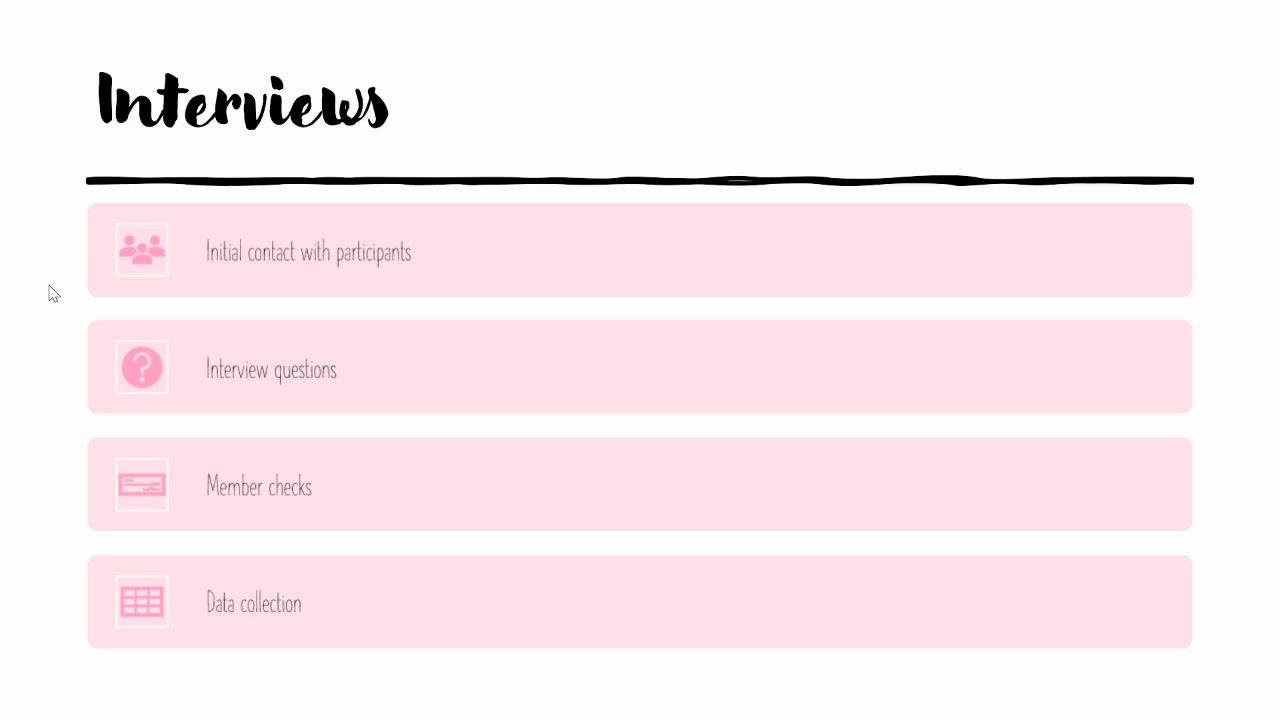 Interviews
Initial contact with participants
Interview questions
Member checks
Data collection